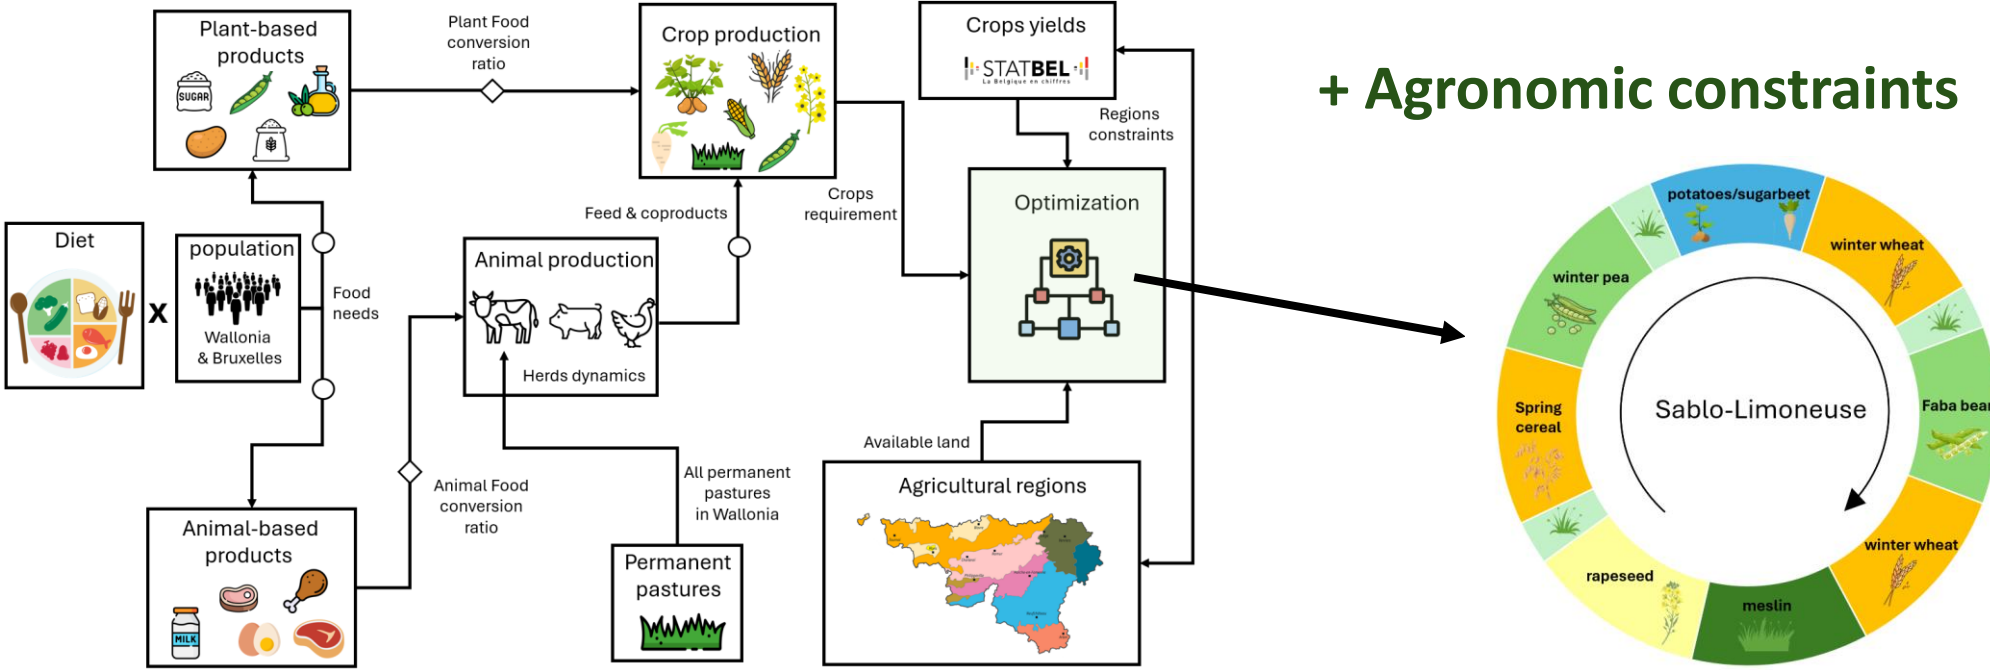 Plant-based
products
SUGAR
Plant Food
conversion
ratio
Crop production
Crops yields
STATBEL
La Belgique en chiffres
Regions
constraints
+ Agronomic constraints
Diet
x
population
Wallonia
& Bruxelles
Food
needs
Feed & coproducts
Animal production
Herds dynamics
Crops
requirement
Optimization
Available land
Animal Food
conversion
ratio
All permanent
pastures
in Wallonia
Animal-based
products
MILK
Permanent
pastures
Agricultural regions
potatoes/sugarbeet
winter wheat
Faba bean
winter wheat
meslin
rapeseed
Spring
cereal
winter pea
Sablo-Limoneuse